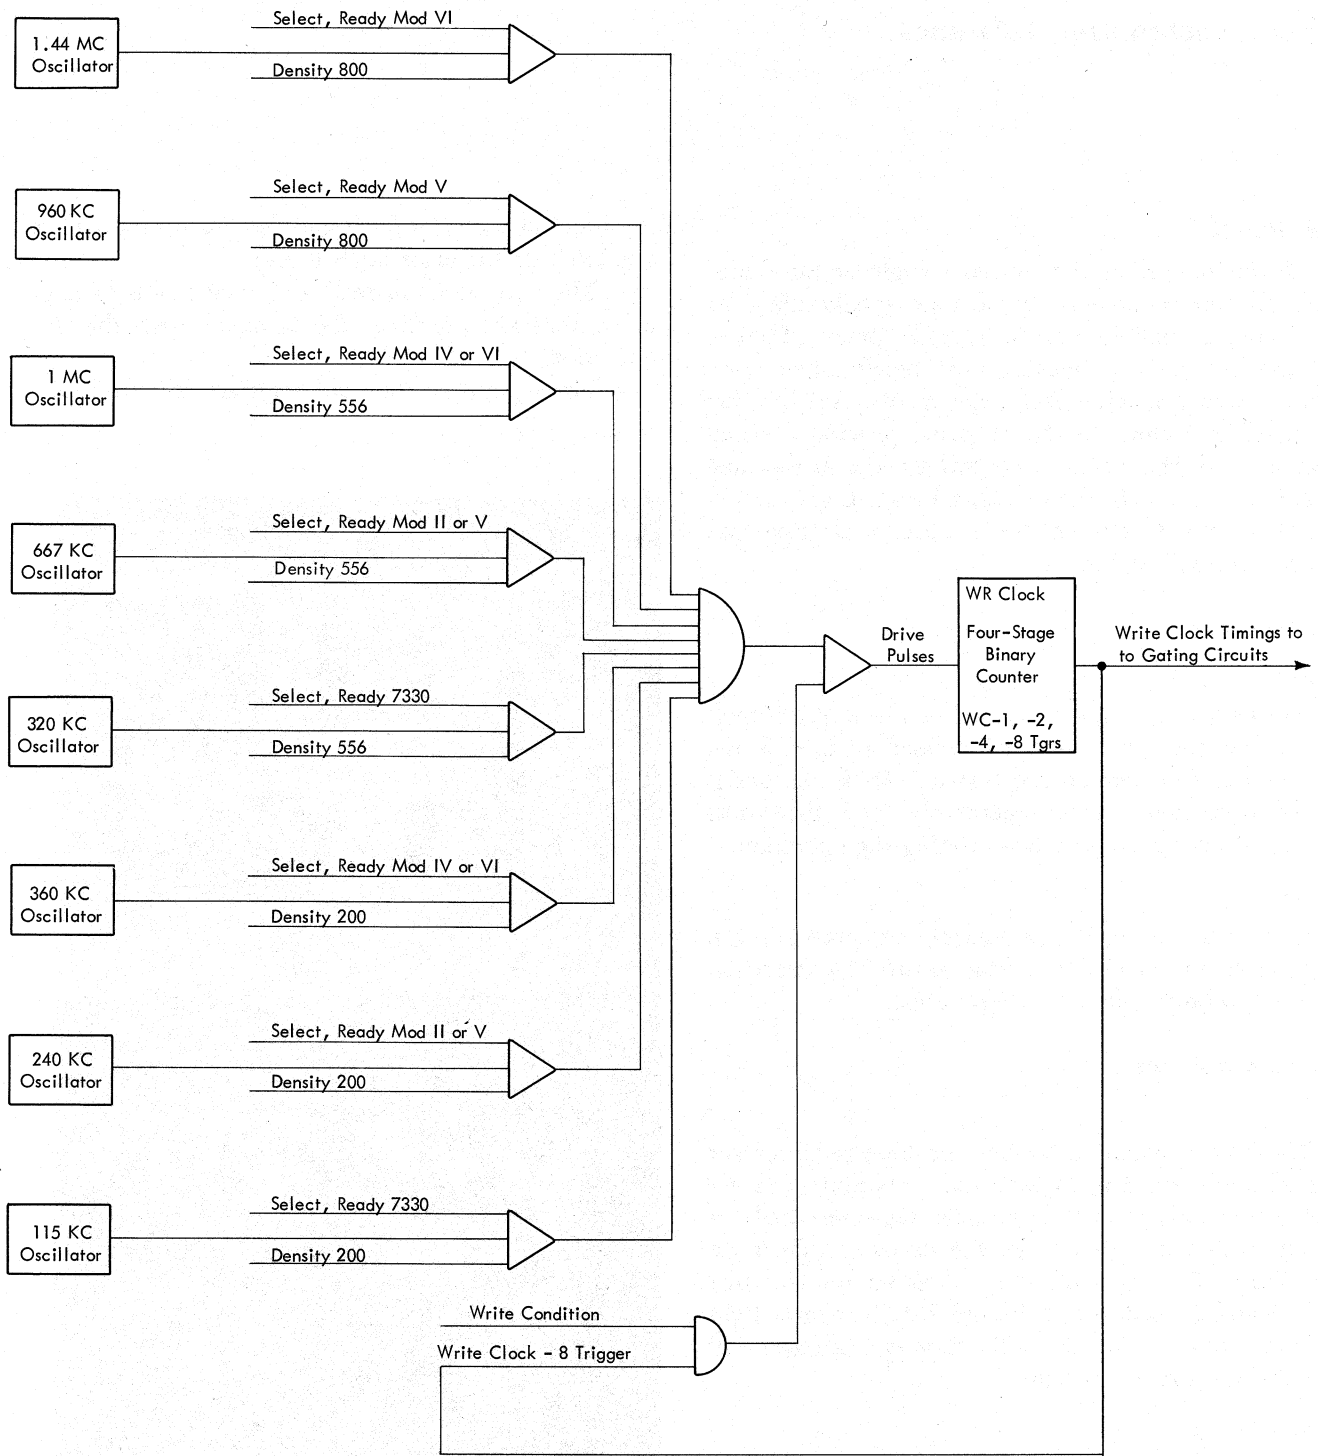 1.44 MC
Oscillator
Select, Ready Mod VI
Density 800
960 KC
Oscillator
Select, Ready Mod V
Density 800
1 MC
Oscillator
Select, Ready Mod IV or VI
Density 556
667 KC
Oscillator
Select, Ready Mod II or V
Density 556
320 KC
Oscillator
Select, Ready 7330
Density 556
360 KC
Oscillator
Select, Ready Mod IV or VI
Density 200
240 KC
Oscillator
Select, Ready Mod II or V
Density 200
115 KC
Oscillator
Select, Ready 7330
Density 200
Drive
Pulses
WR Clock
Four-Stage
Binary
Counter
WC-1, -2,
-4, -8 Tgrs
Write Clock Timings to
to Gating Circuits
Write Condition
Write Clock - 8 Trigger